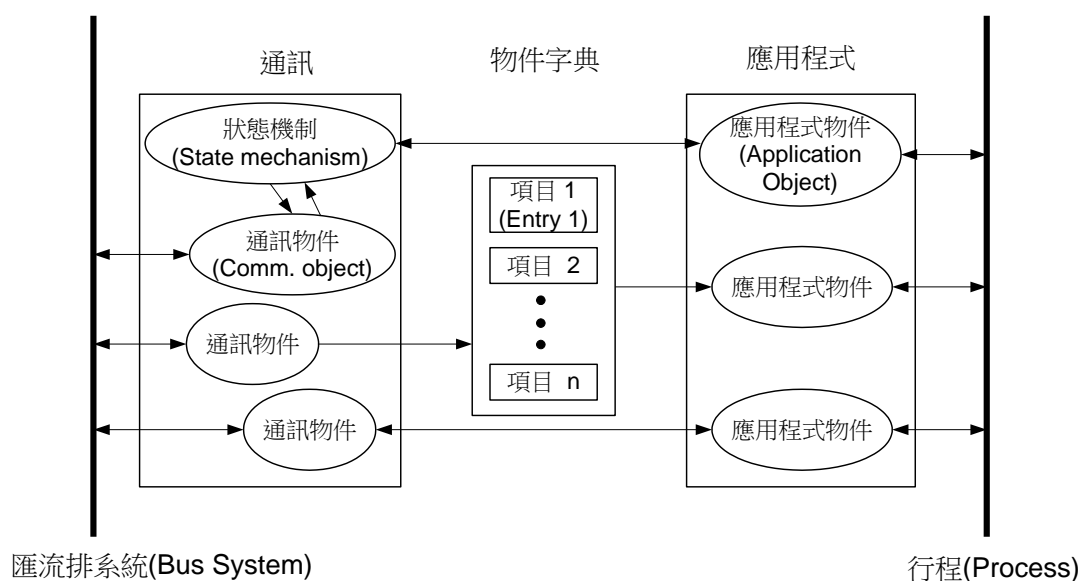 通訊
物件字典
應用程式
狀態機制
(State mechanism)
應用程式物件
(Application
Object)
項目 1
(Entry 1)
通訊物件
(Comm. object)
項目 2
應用程式物件
通訊物件
項目 n
通訊物件
應用程式物件
匯流排系統(Bus System)
行程(Process)